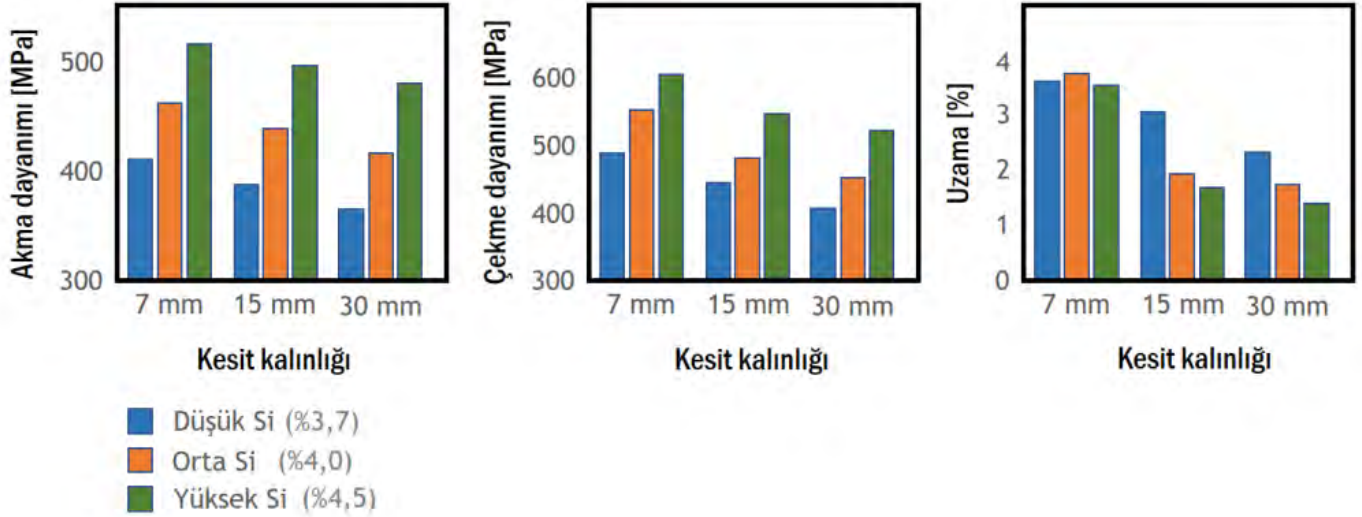 Akma dayanımı [MPa]
500
400
300
7 mm 15 mm 30 mm
Kesit kalınlığı
Çekme dayanımı [MPa]
600
500
400
300
7 mm 15 mm 30 mm
Kesit kalınlığı
Uzama [%]
4
3
2
1
0
7 mm 15 mm 30 mm
Kesit kalınlığı
Düşük Si (%3,7)
Orta Si (%4,0)
Yüksek Si (%4,5)